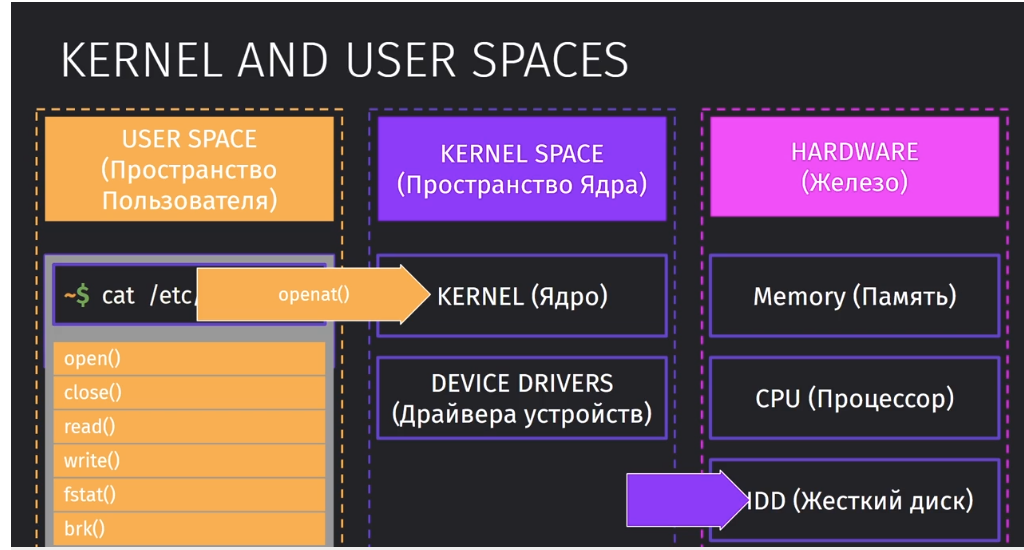 KERNEL AND USER SPACES
USER SPACE
(Пространство
Пользователя)
KERNEL SPACE
(Пространство Ядра)
HARDWARE
(Железо)
~$ cat /etc/
openat()
KERNEL (Ядро)
Memory (Память)
open()
close()
read()
write()
fstat()
brk()
DEVICE DRIVERS
(Драйвера устройств)
CPU (Процессор)
(Жесткий диск)